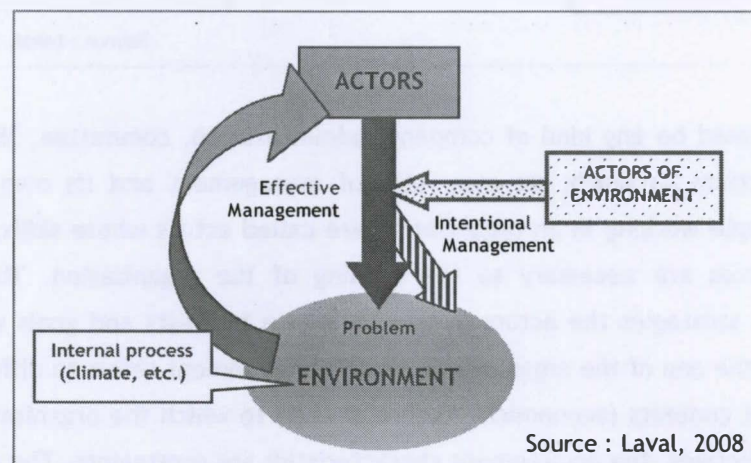 ACTORS
ACTORS OF
ENVIRONMENT
Effective
Management
Intentional
Management
Problem
Internal process
(climate, etc.)
ENVIRONMENT
Source : Laval, 2008